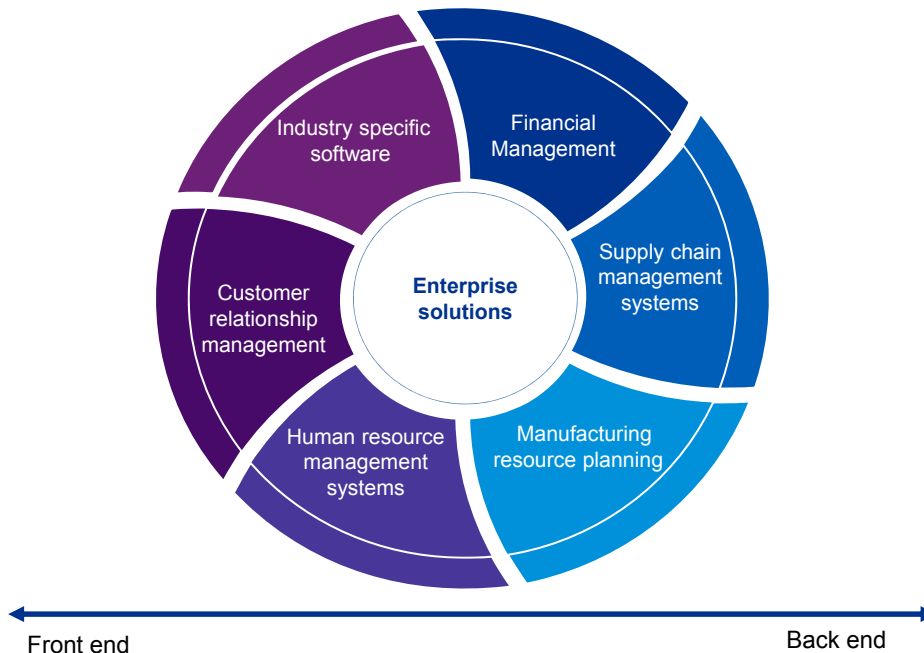 Industry specific
software
Financial
Management
Supply chain
management
systems
Enterprise
solutions
Customer
relationship
management
Human resource
management
systems
Manufacturing
resource planning
Front end
Back end